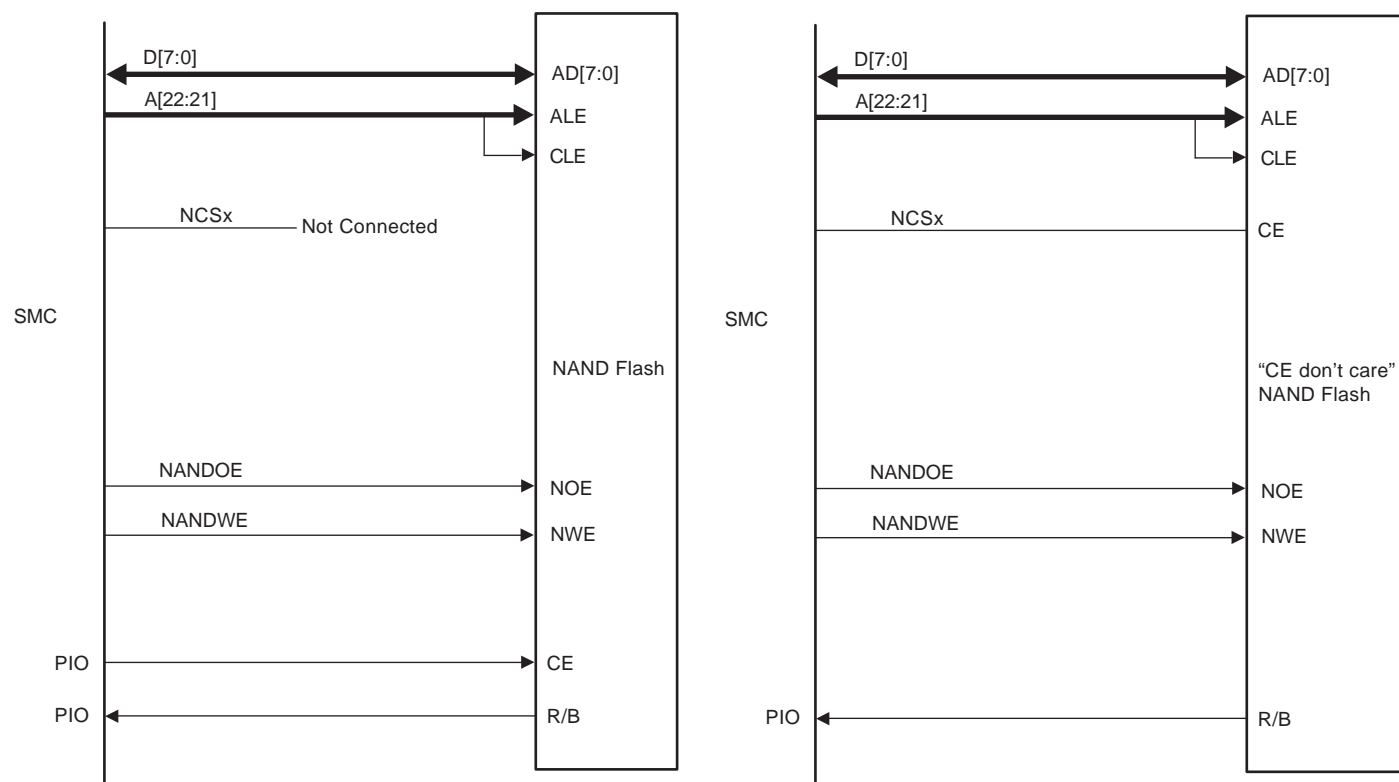 D[7:0]
AD[7:0]
A[22:21]
ALE
CLE
NCSx
Not Connected
SMC
NAND Flash
NANDOE
NOE
NANDWE
NWE
PIO
CE
PIO
R/B
D[7:0]
AD[7:0]
A[22:21]
ALE
CLE
NCSx
CE
SMC
“CE don’t care”
NAND Flash
NANDOE
NOE
NANDWE
NWE
PIO
R/B